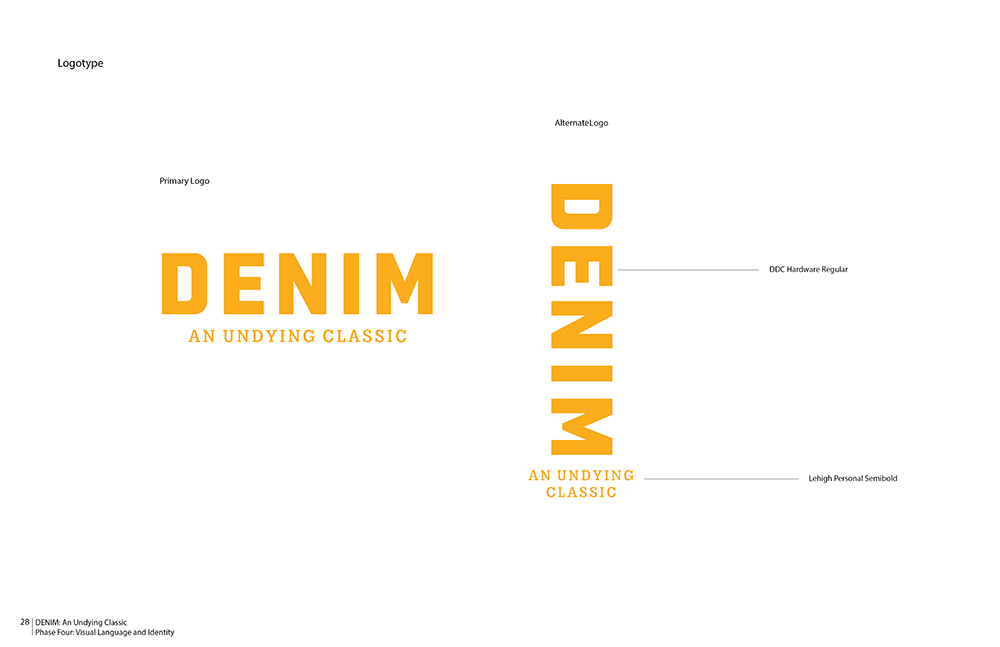 Logotype
Primary Logo
DENIM
AN UNDYING CLASSIC
AlternateLogo
DENIM
AN UNDYING
CLASSIC
DDC Hardware Regular
Lehigh Personal Semibold
28
DENIM: An Undying Classic
Phase Four: Visual Language and Identity